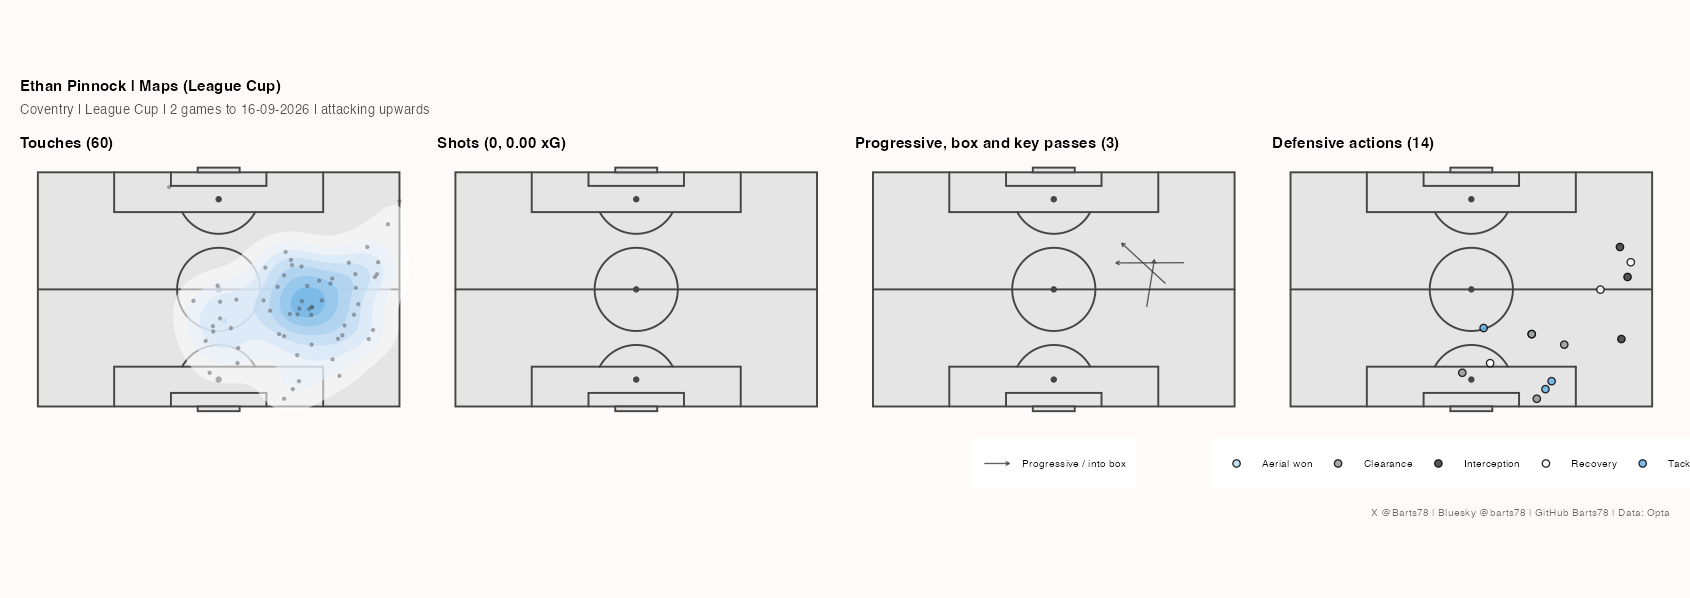 Ethan Pinnock | Maps (League Cup)
Coventry | League Cup | 2 games to 16-09-2026 | attacking upwards
Touches (60)
Shots (0, 0.00 xG)
Progressive, box and key passes (3)
Defensive actions (14)
Progressive / into box
Aerial won
Clearance
Interception
Recovery
Tack
X @Barts78 | Bluesky @barts78 | GitHub Barts78 | Data: Opta